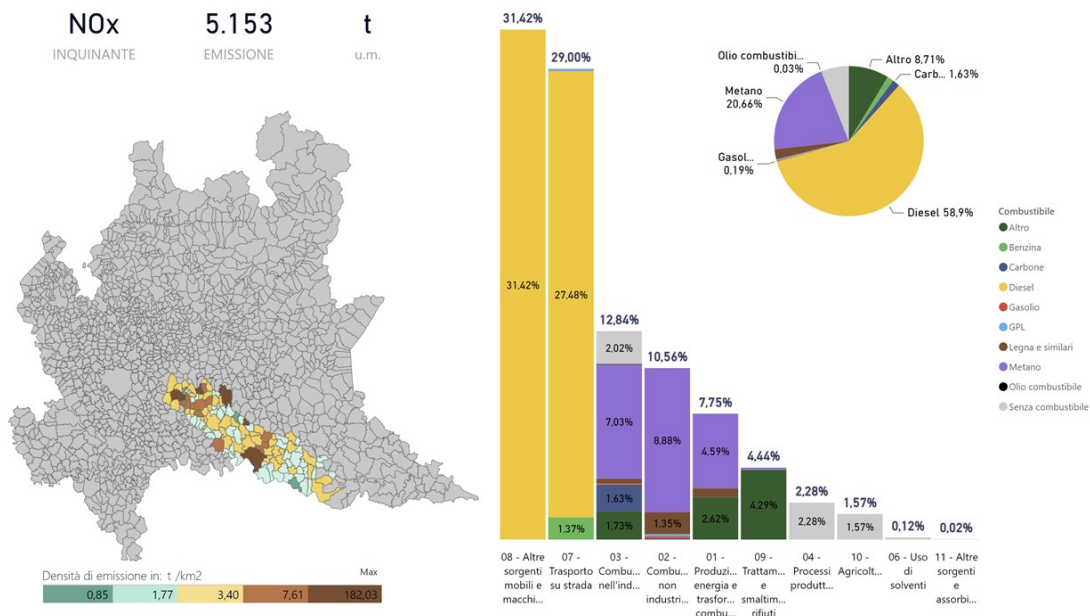 NOx
5.153
t
INQUINANTE
EMISSIONE
u.m.
Densità di emissione in: t /km2
Max
0,85
1,77
3,40
7,61
182,03
31,42%
31,42%
29,00%
27,48%
1,37%
12,84%
2,02%
7,03%
1,63%
1,73%
10,56%
8,88%
1,35%
7,75%
4,59%
2,62%
4,44%
4,29%
2,28%
2,28%
1,57%
1,57%
0,12%
0,02%
08 - Altre
sorgenti
mobili e
macchi...
07 -
Trasporto
su strada
03 -
Combu...
nell'ind...
02 -
Combu...
non
industri...
01 -
Produzi...
energia e
trasfor...
combu...
09 -
Trattam...
e
smaltim...
rifiuti
04 -
Processi
produtt...
10 -
Agricolt...
06 - Uso
di
solventi
11 - Altre
sorgenti
e
assorbi...
Olio combustibi...
0,03%
Altro 8,71%
Carb... 1,63%
Metano
20,66%
Gasol...
0,19%
Diesel 58,9%
Combustibile
Altro
Benzina
Carbone
Diesel
Gasolio
GPL
Legna e similari
Metano
Olio combustibile
Senza combustibile